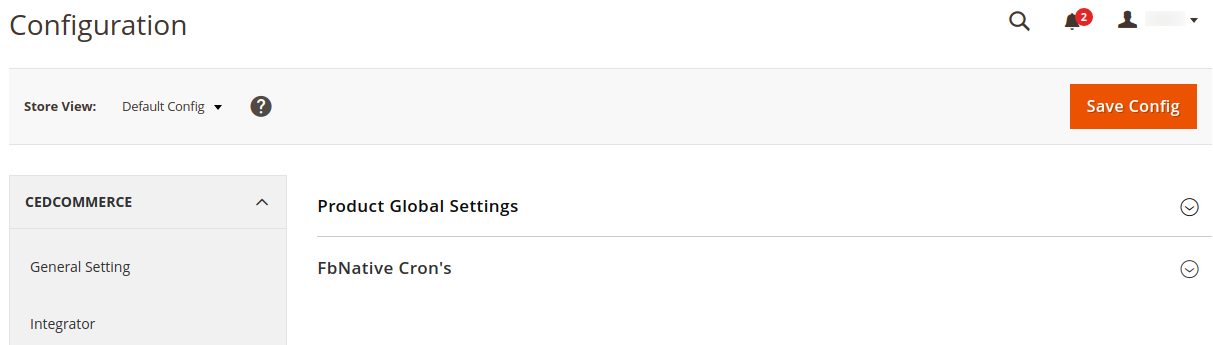 Configuration
2
Store View: Default Config ?
Save Config
CEDCOMMERCE
General Setting
Integrator
Product Global Settings
FbNative Cron's